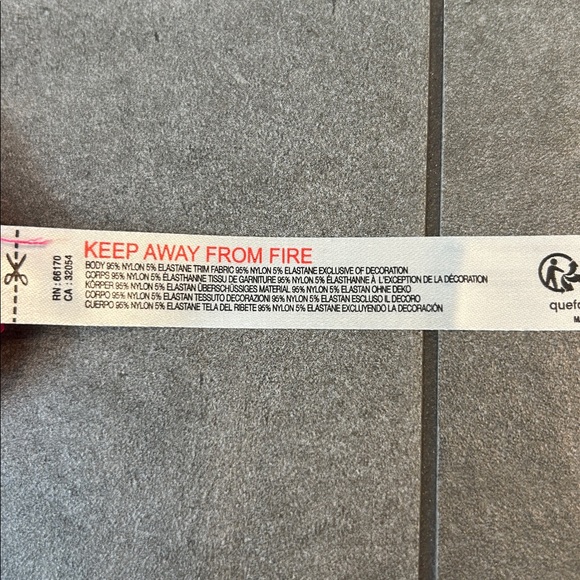 RN : 66170
CA : 32054
KEEP AWAY FROM FIRE
BODY 95% NYLON 5% ELASTANE TRIM FABRIC 95% NYLON 5% ELASTANE EXCLUSIVE OF DECORATION
CORPS 95% NYLON 5% ÉLASTHANNE TISSU DE GARNITURE 95% NYLON 5% ÉLASTHANNE À L'EXCEPTION DE LA DÉCORATION
KÖRPER 95% NYLON 5% ELASTAN ÜBERSCHÜSSIGES MATERIAL 95% NYLON 5% ELASTAN OHNE DEKO
CORPO 95% NYLON 5% ELASTAN TESSUTO DECORAZIONI 95% NYLON 5% ELASTAN ESCLUSO IL DECORO
CUERPO 95% NYLON 5% ELASTANE TELA DEL RIBETE 95% NYLON 5% ELASTANE EXCLUYENDO LA DECORACIÓN